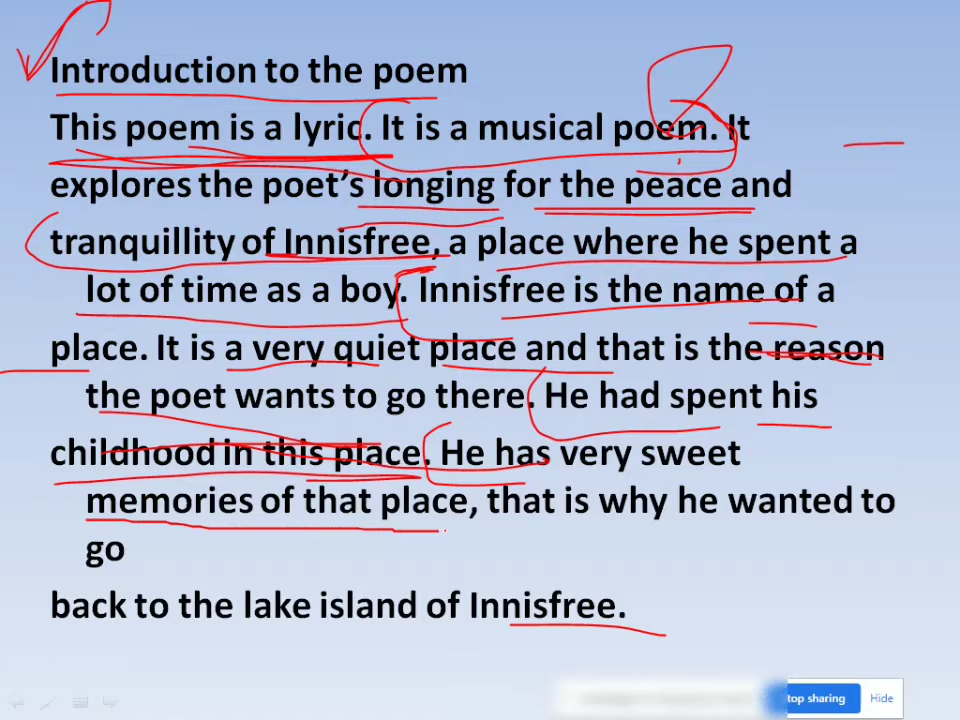 Introduction to the poem
This poem is a lyric. It is a musical poem. It
explores the poet's longing for the peace and
tranquillity of Innisfree, a place where he spent a
lot of time as a boy. Innisfree is the name of a
place. It is a very quiet place and that is the reason
the poet wants to go there. He had spent his
childhood in this place. He has very sweet
memories of that place, that is why he wanted to
go
back to the lake island of Innisfree.
top sharing Hide